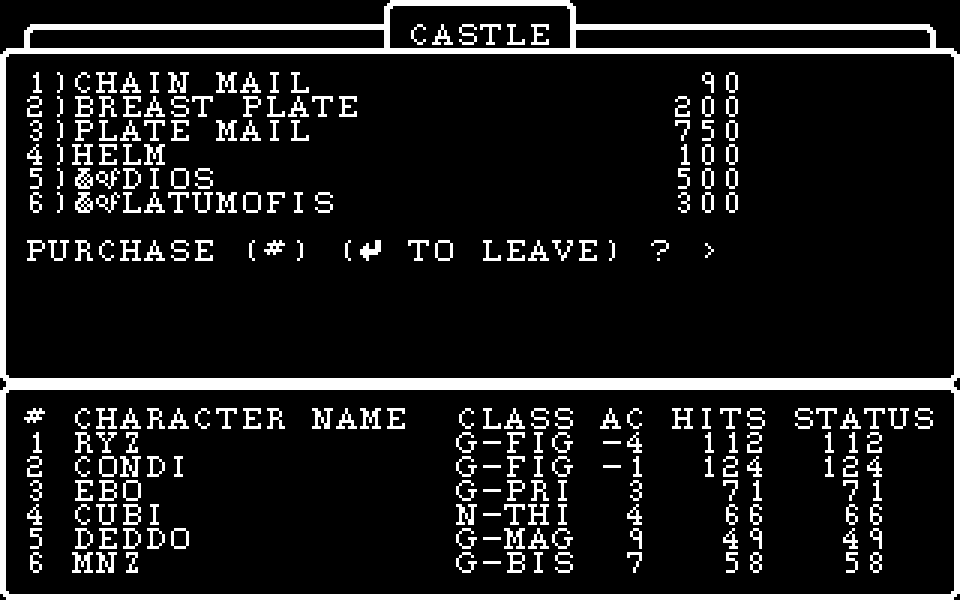 CASTLE
1)CHAIN MAIL 90
2)BREAST PLATE 200
3)PLATE MAIL 750
4)HELM 100
5)DIOS 500
6)LATUMOFIS 300
PURCHASE (#) (↵ TO LEAVE) ? >
# CHARACTER NAME CLASS AC HITS STATUS
1 RYZ G-FIG -4 112 112
2 CONDI G-FIG -1 124 124
3 EBO G-PRI 3 71 71
4 CUBI N-THI 4 66 66
5 DEDDO G-MAG 9 49 49
6 MNZ G-BIS 7 58 58